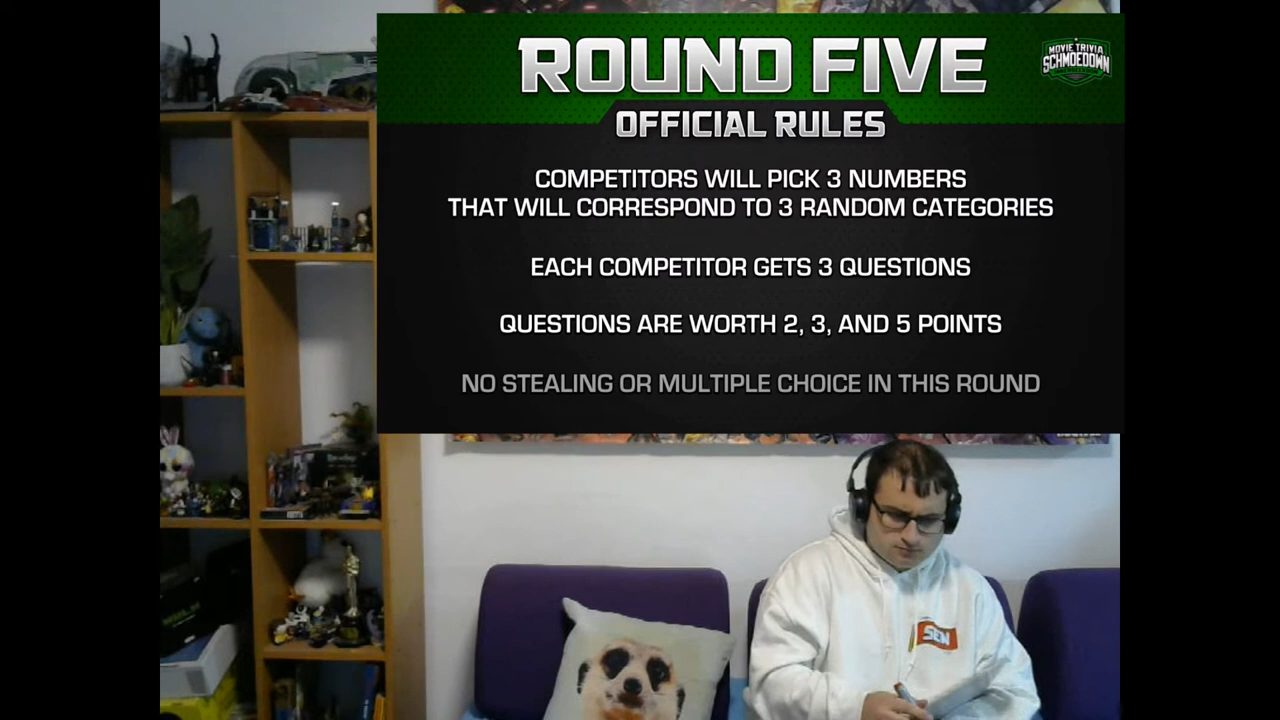 ROUND FIVE
MOVIE TRIVIA
SCHMOEDOWN
OFFICIAL RULES
COMPETITORS WILL PICK 3 NUMBERS
THAT WILL CORRESPOND TO 3 RANDOM CATEGORIES
EACH COMPETITOR GETS 3 QUESTIONS
QUESTIONS ARE WORTH 2, 3, AND 5 POINTS
NO STEALING OR MULTIPLE CHOICE IN THIS ROUND
SEN